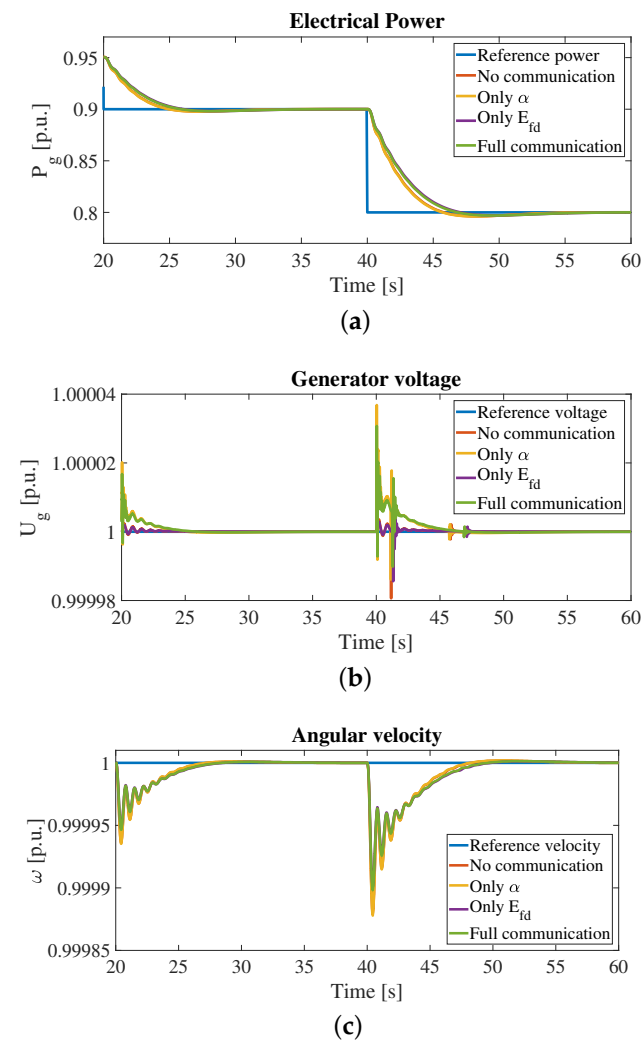 Electrical Power
0.95
0.9
0.85
0.8
P_g [p.u.]
Reference power
No communication
Only α
Only E_fd
Full communication
20 25 30 35 40 45 50 55 60
Time [s]
(a)
Generator voltage
1.00004
1.00002
1
0.99998
U_g [p.u.]
Reference voltage
No communication
Only α
Only E_fd
Full communication
20 25 30 35 40 45 50 55 60
Time [s]
(b)
Angular velocity
1
0.99995
0.9999
0.99985
ω [p.u.]
Reference velocity
No communication
Only α
Only E_fd
Full communication
20 25 30 35 40 45 50 55 60
Time [s]
(c)